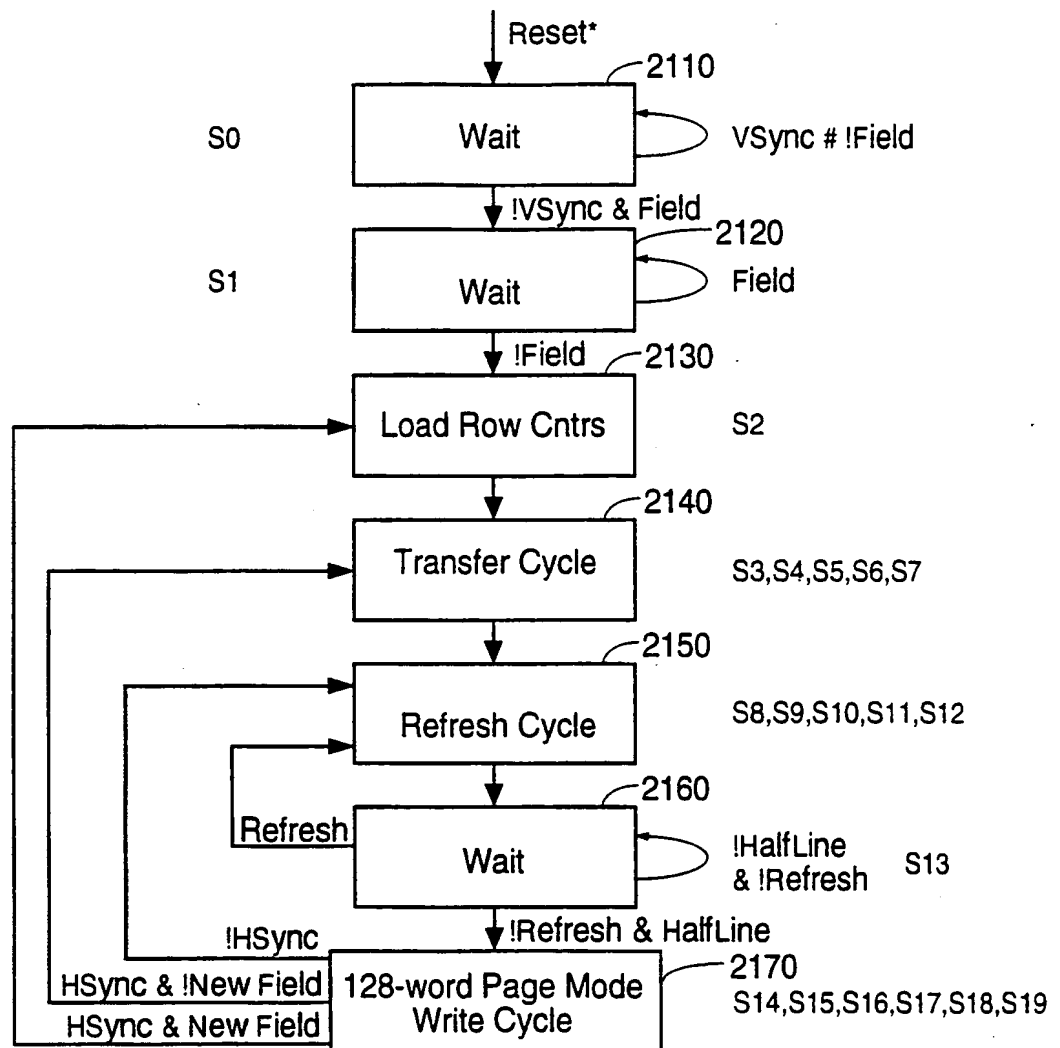 Reset*
2110
S0
Wait
VSync # !Field
!VSync & Field
2120
S1
Wait
Field
!Field
2130
Load Row Cntrs
S2
2140
Transfer Cycle
S3,S4,S5,S6,S7
2150
Refresh Cycle
S8,S9,S10,S11,S12
2160
Refresh
Wait
!HalfLine
& !Refresh
S13
!Refresh & HalfLine
!HSync
HSync & !New Field
HSync & New Field
128-word Page Mode
Write Cycle
2170
S14,S15,S16,S17,S18,S19